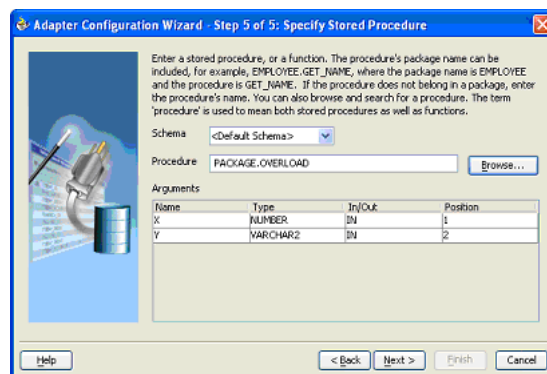 Adapter Configuration Wizard - Step 5 of 5: Specify Stored Procedure
Enter a stored procedure, or a function. The procedure's package name can be
included, for example, EMPLOYEE.GET_NAME, where the package name is EMPLOYEE
and the procedure is GET_NAME. If the procedure does not belong in a package, enter
the procedure's name. You can also browse and search for a procedure. The term
'procedure' is used to mean both stored procedures as well as functions.
Schema <Default Schema>
Procedure PACKAGE.OVERLOAD Browse...
Arguments
Name Type In/Out Position
X NUMBER IN 1
Y VARCHAR2 IN 2
Help < Back Next > Finish Cancel